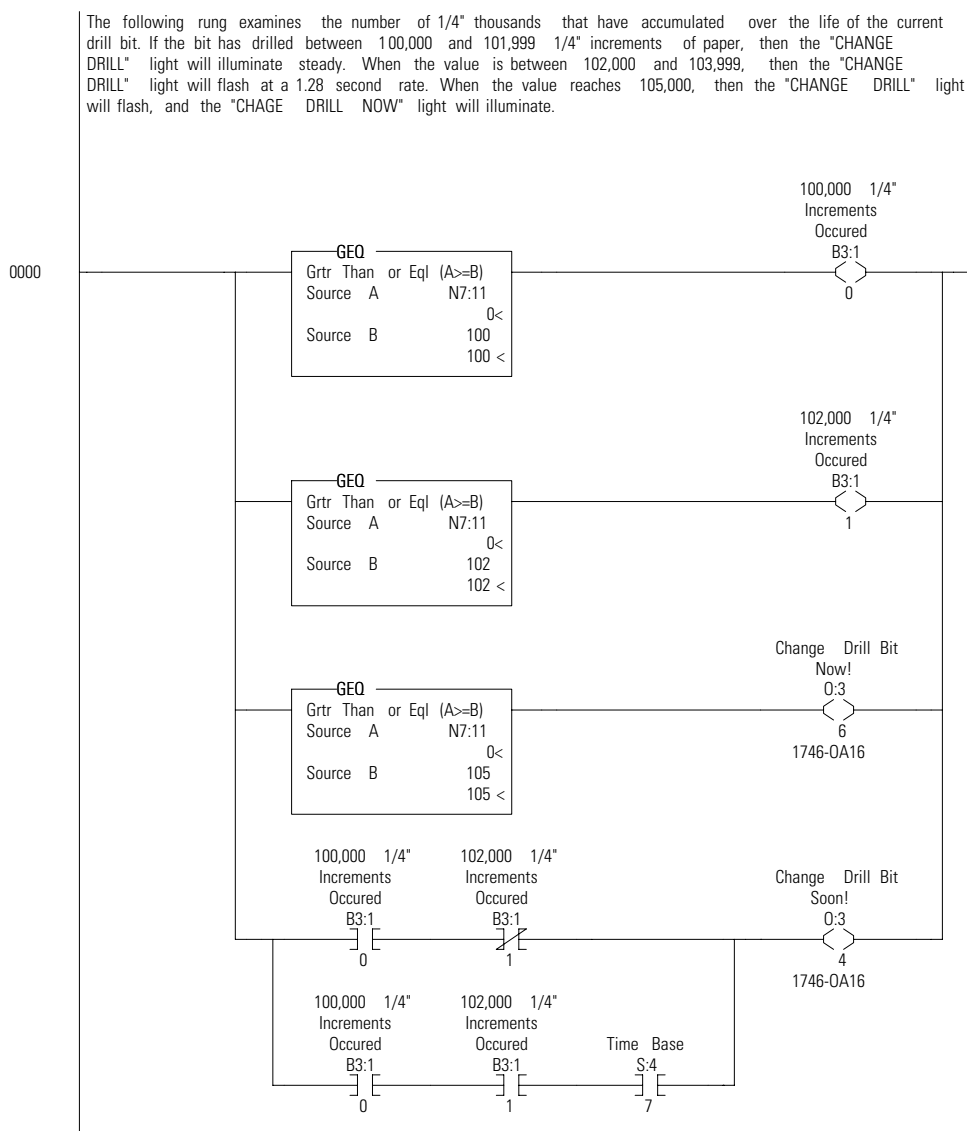 The following rung examines the number of 1/4" thousands that have accumulated over the life of the current
drill bit. If the bit has drilled between 100,000 and 101,999 1/4" increments of paper, then the "CHANGE
DRILL" light will illuminate steady. When the value is between 102,000 and 103,999, then the "CHANGE
DRILL" light will flash at a 1.28 second rate. When the value reaches 105,000, then the "CHANGE DRILL" light
will flash, and the "CHAGE DRILL NOW" light will illuminate.
100,000 1/4"
Increments
Occured
B3:1
0
0000
GEQ
Grtr Than or Eql (A>=B)
Source A N7:11
0<
Source B 100
100 <
102,000 1/4"
Increments
Occured
B3:1
1
GEQ
Grtr Than or Eql (A>=B)
Source A N7:11
0<
Source B 102
102 <
Change Drill Bit
Now!
O:3
6
1746-OA16
GEQ
Grtr Than or Eql (A>=B)
Source A N7:11
0<
Source B 105
105 <
100,000 1/4"
Increments
Occured
B3:1
0
102,000 1/4"
Increments
Occured
B3:1
1
Change Drill Bit
Soon!
O:3
4
1746-OA16
100,000 1/4"
Increments
Occured
B3:1
0
102,000 1/4"
Increments
Occured
B3:1
1
Time Base
S:4
7